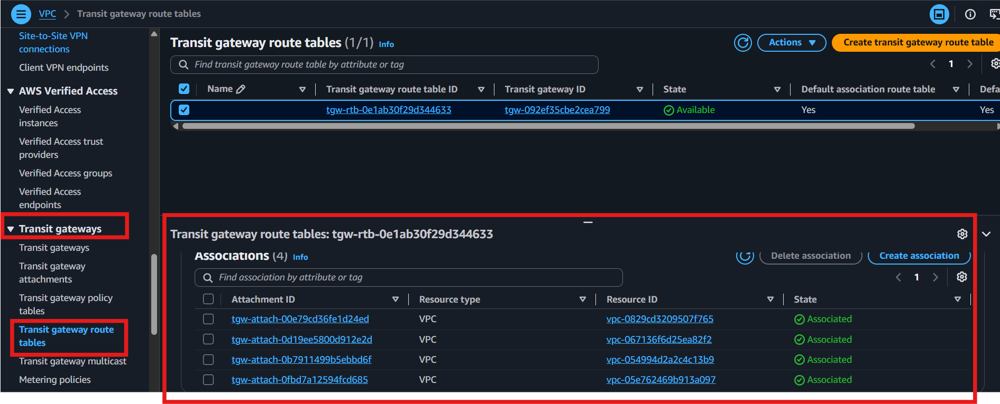 VPC > Transit gateway route tables
Site-to-Site VPN
connections
Client VPN endpoints
AWS Verified Access
Verified Access
instances
Verified Access trust
providers
Verified Access groups
Verified Access
endpoints
Transit gateways
Transit gateways
Transit gateway
attachments
Transit gateway policy
tables
Transit gateway route
tables
Transit gateway multicast
Metering policies
Transit gateway route tables (1/1) Info
Actions
Create transit gateway route table
Find transit gateway route table by attribute or tag
1
Name Transit gateway route table ID Transit gateway ID State Default association route table Defa
tgw-rtb-0e1ab30f29d344633 tgw-092ef35cbe2cea799 Available Yes Yes
Transit gateway route tables: tgw-rtb-0e1ab30f29d344633
Associations (4) Info
Delete association
Create association
Find association by attribute or tag
1
Attachment ID Resource type Resource ID State
tgw-attach-00e79cd36fe1d24ed VPC vpc-0829cd3209507f765 Associated
tgw-attach-0d19ee5800d912e2d VPC vpc-067136f6d25ea82f2 Associated
tgw-attach-0b7911499b5ebbd6f VPC vpc-054994d2a2c4c13b9 Associated
tgw-attach-0fbd7a12594fcd685 VPC vpc-05e762469b913a097 Associated